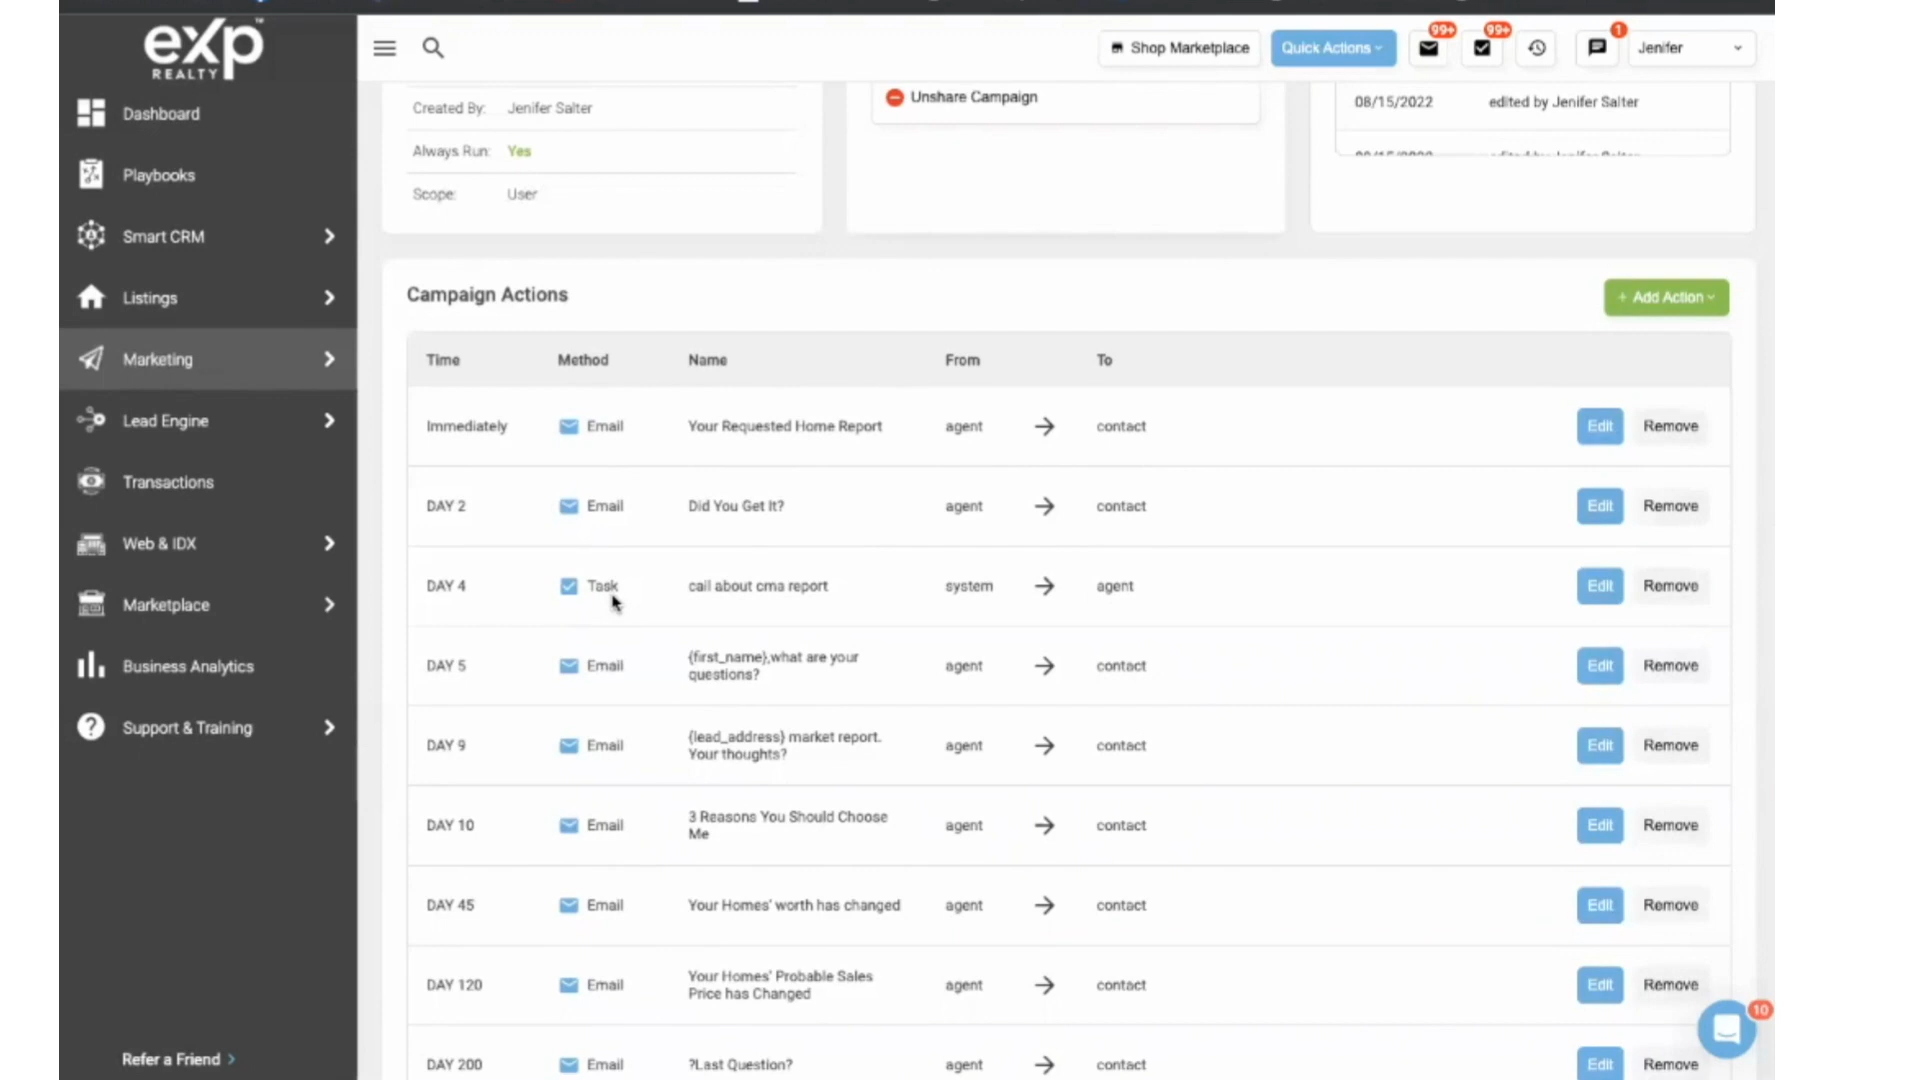 eXp
REALTY
Dashboard
Playbooks
Smart CRM
Listings
Marketing
Lead Engine
Transactions
Web & IDX
Marketplace
Business Analytics
Support & Training
Refer a Friend >
Shop Marketplace
Quick Actions
99+
99+
1
Jenifer
Created By: Jenifer Salter
Always Run: Yes
Scope: User
Unshare Campaign
08/15/2022 edited by Jenifer Salter
Campaign Actions
+ Add Action
Time Method Name From To
Immediately Email Your Requested Home Report agent → contact Edit Remove
DAY 2 Email Did You Get It? agent → contact Edit Remove
DAY 4 Task call about cma report system → agent Edit Remove
DAY 5 Email {first_name},what are your
questions? agent → contact Edit Remove
DAY 9 Email {lead_address} market report.
Your thoughts? agent → contact Edit Remove
DAY 10 Email 3 Reasons You Should Choose
Me agent → contact Edit Remove
DAY 45 Email Your Homes' worth has changed agent → contact Edit Remove
DAY 120 Email Your Homes' Probable Sales
Price has Changed agent → contact Edit Remove
DAY 200 Email ?Last Question? agent → contact Edit Remove
10